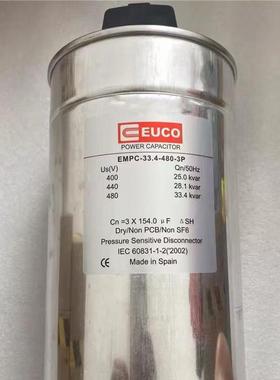 EUCO
POWER CAPACITOR
EMPC-33.4-480-3P
Us(V) Qn/50Hz
400 25.0 kvar
440 28.1 kvar
480 33.4 kvar
Cn =3 X 154.0 μF ΔSH
Dry/Non PCB/Non SF6
Pressure Sensitive Disconnector
IEC 60831-1-2('2002)
CE Made in Spain